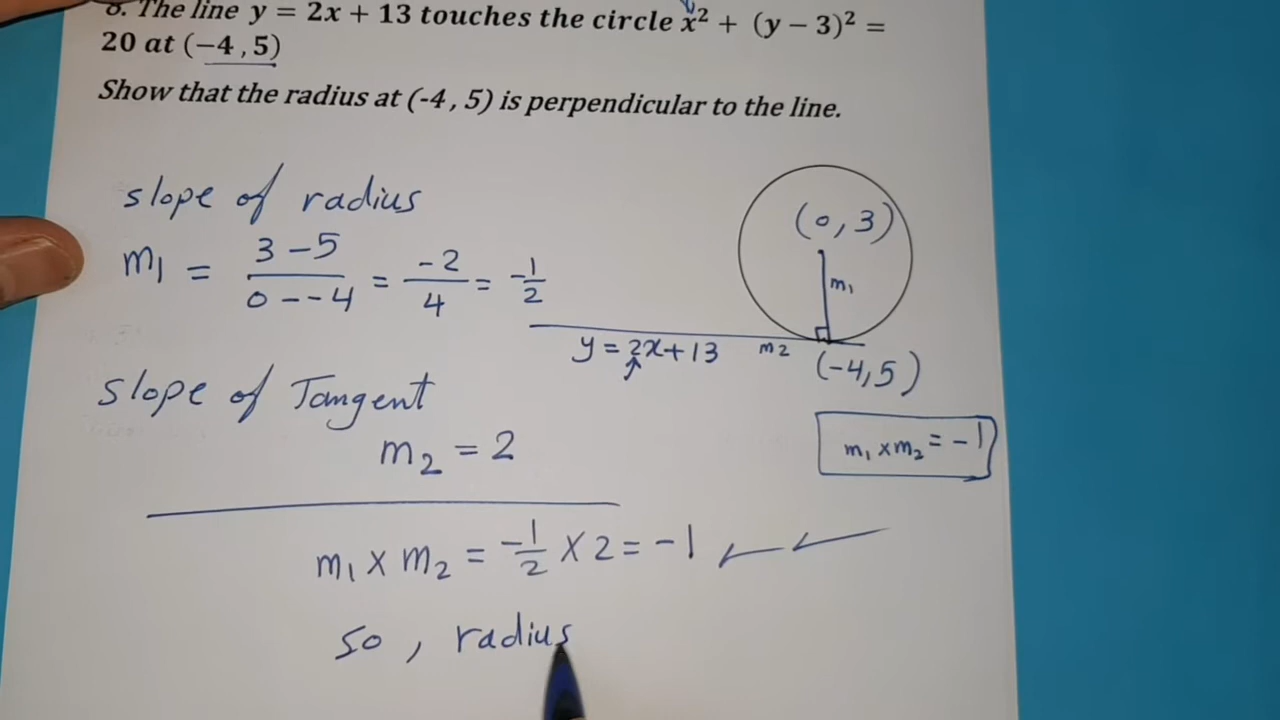 8. The line y = 2x + 13 touches the circle x² + (y − 3)² =
20 at (−4 , 5)
Show that the radius at (-4 , 5) is perpendicular to the line.
slope of radius
m₁ = (3 − 5)/(0 − −4) = −2/4 = −1/2
(0, 3)
m₁
y = 2x + 13
m₂
(−4, 5)
slope of Tangent
m₂ = 2
m₁ × m₂ = −1
m₁ × m₂ = −1/2 × 2 = −1
so , radius